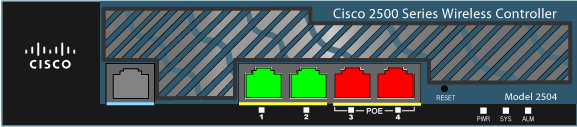 Cisco 2500 Series Wireless Controller
CISCO
RESET
Model 2504
1 2 3 POE 4
PWR SYS ALM